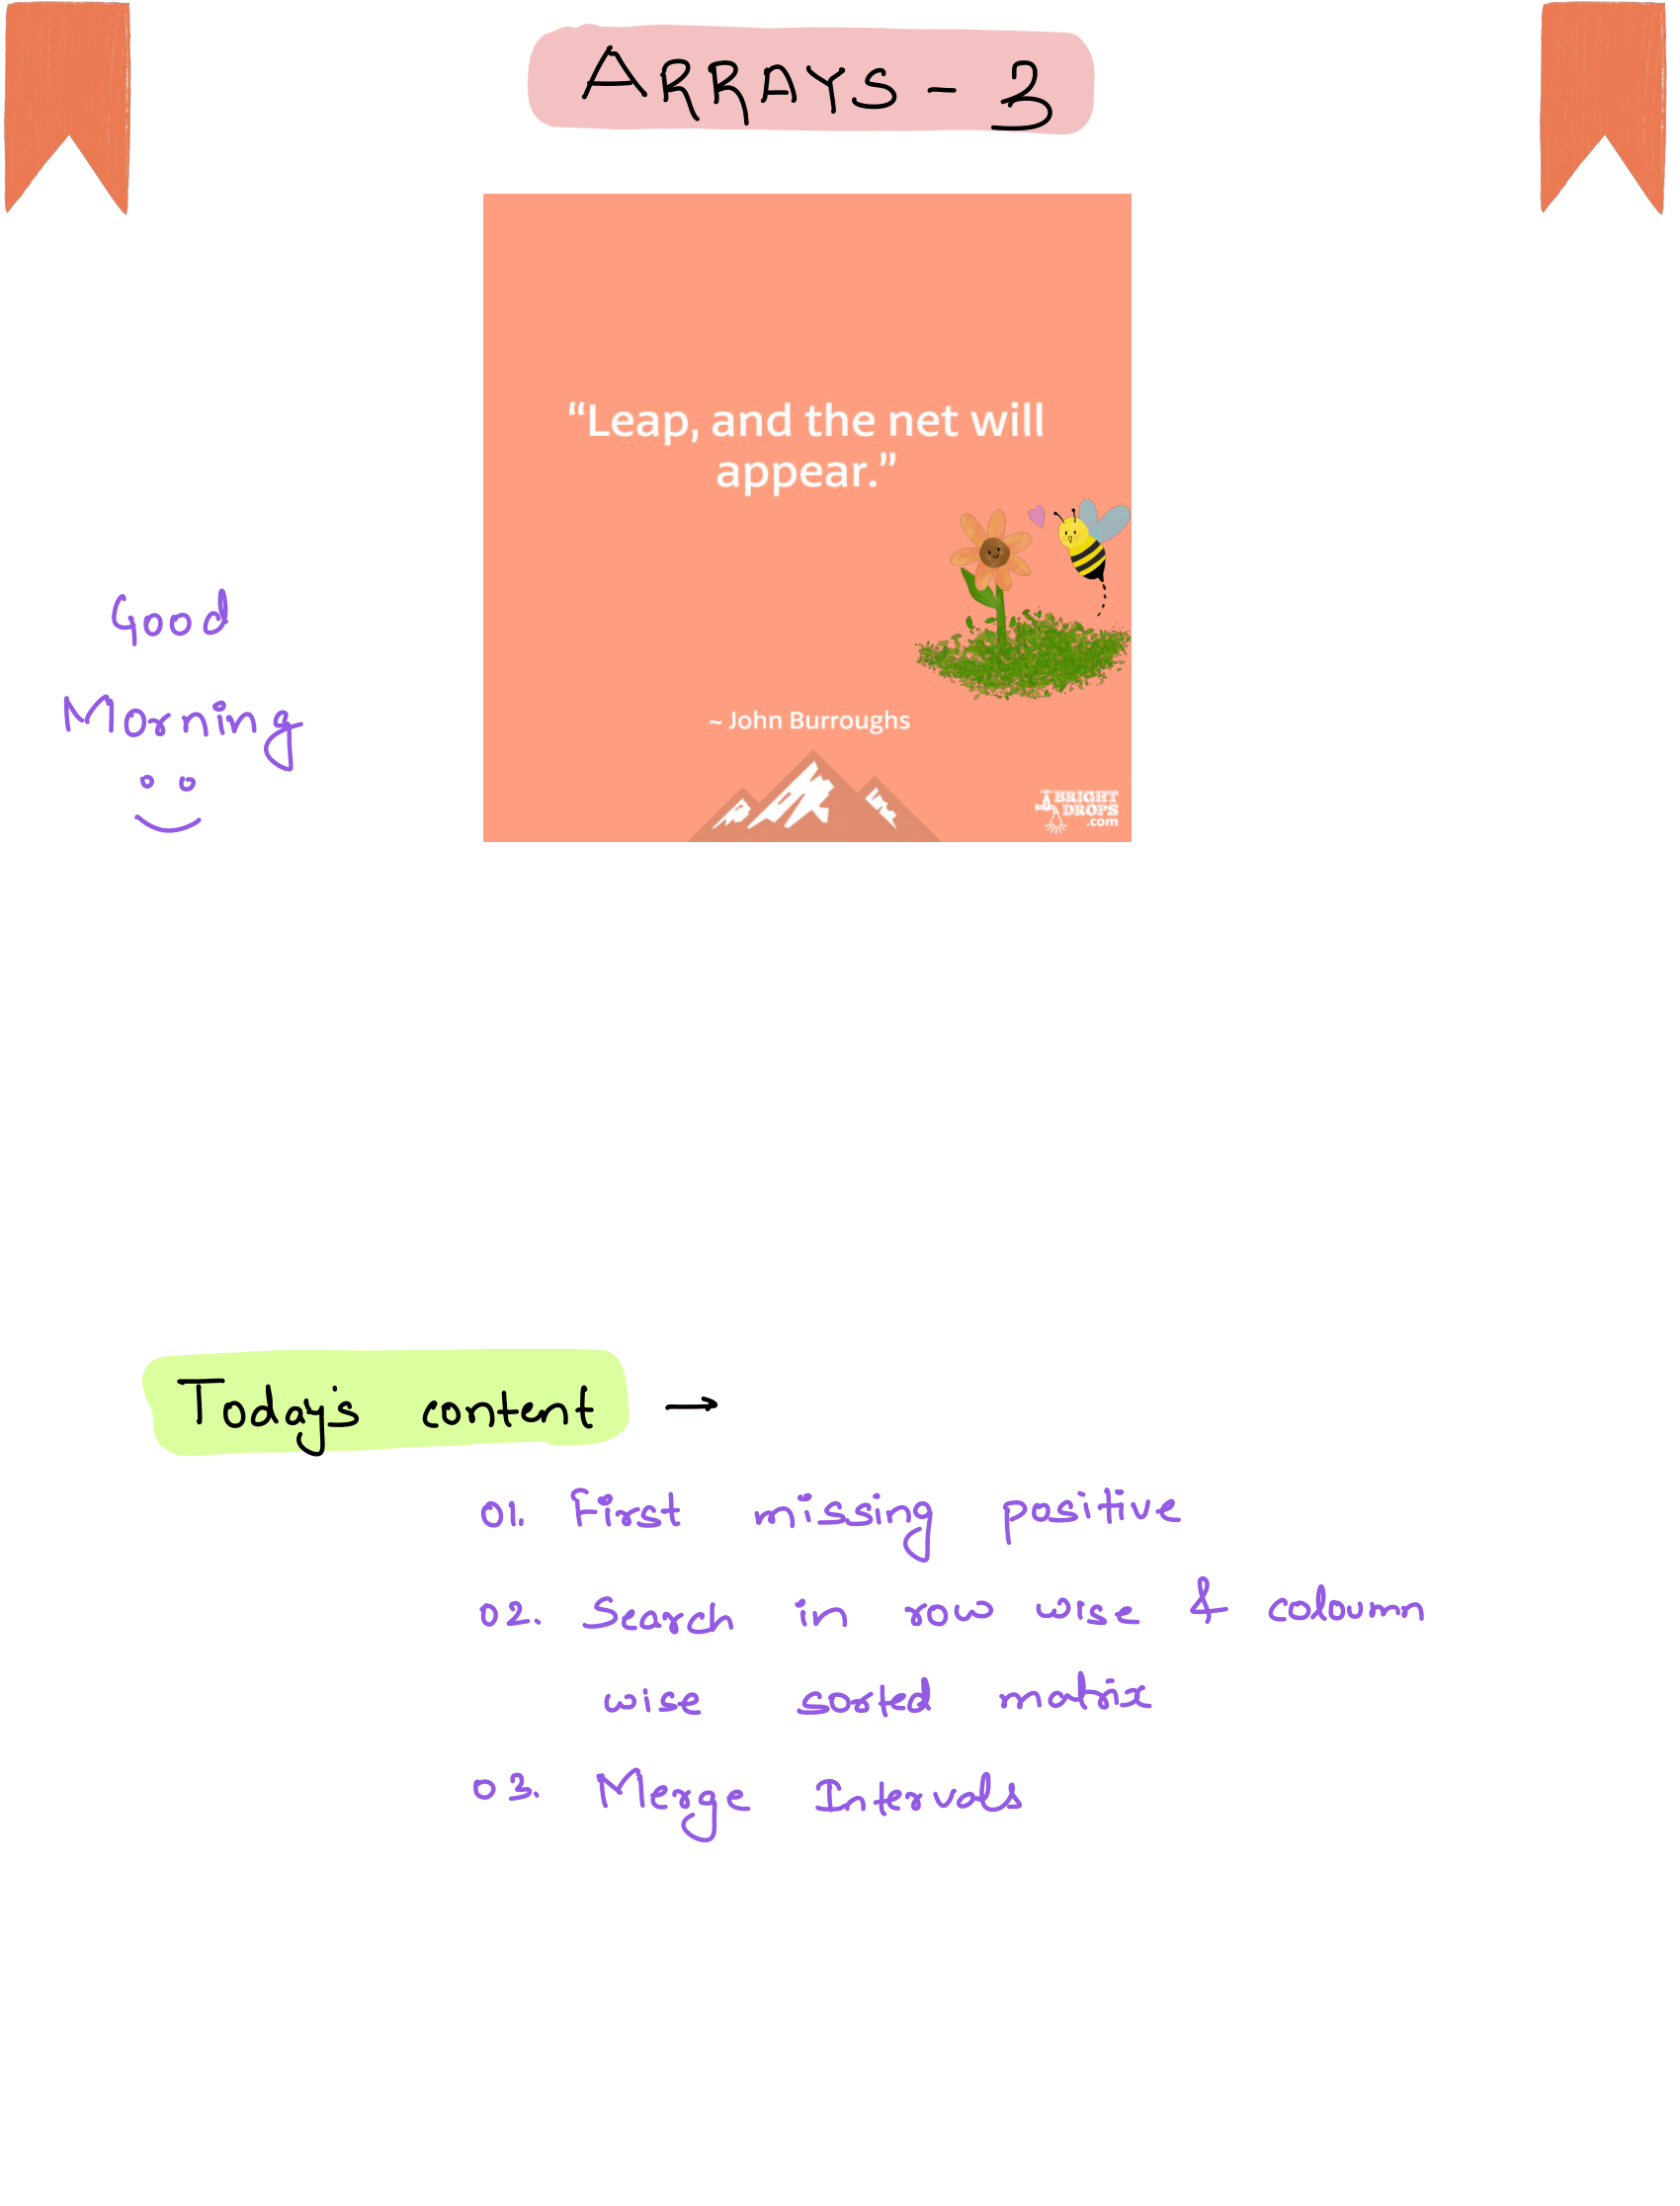 ARRAYS - 3
“Leap, and the net will
appear.”
Good
Morning
~ John Burroughs
BRIGHT
DROPS
.com
Today's content →
01. First missing positive
02. Search in row wise & coloumn
wise sorted matrix
03. Merge Intervals